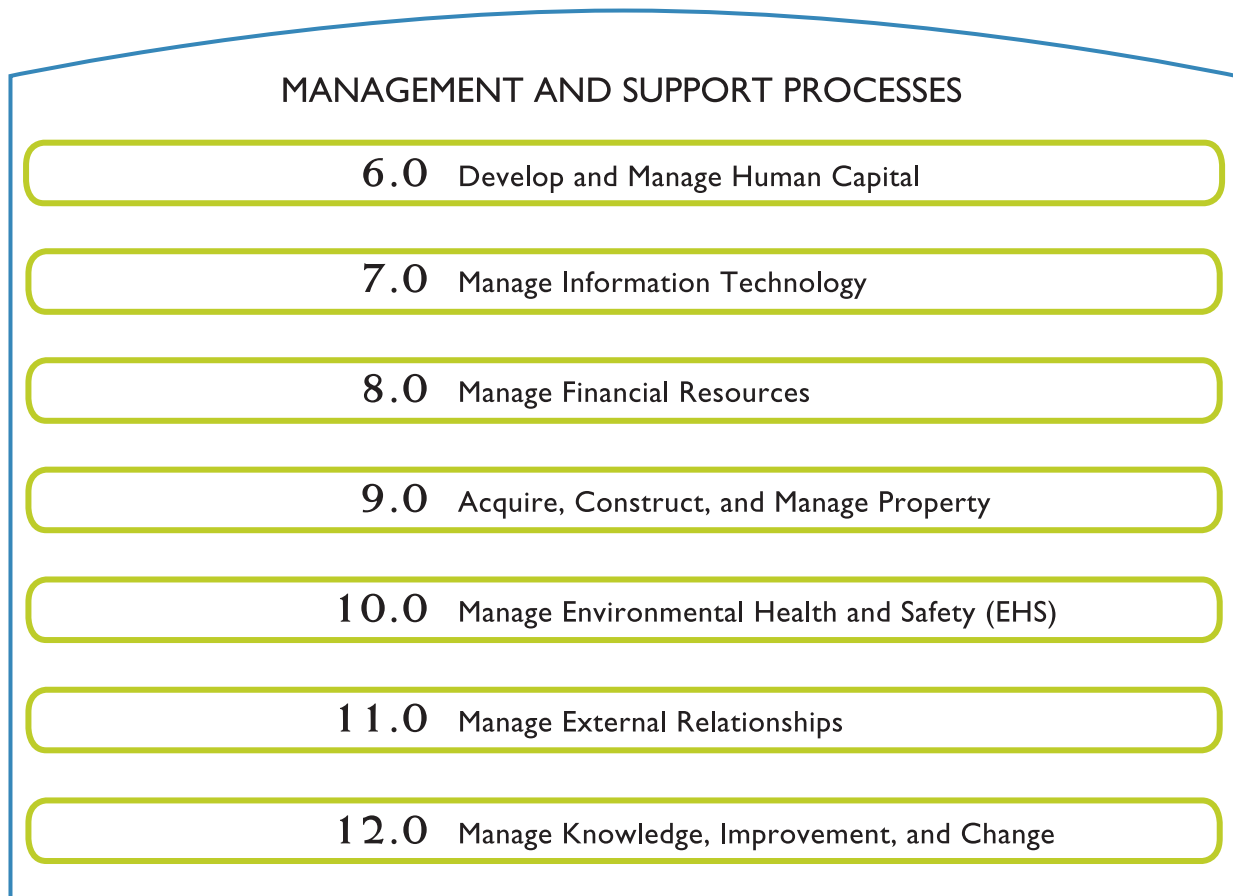 MANAGEMENT AND SUPPORT PROCESSES
6.0 Develop and Manage Human Capital
7.0 Manage Information Technology
8.0 Manage Financial Resources
9.0 Acquire, Construct, and Manage Property
10.0 Manage Environmental Health and Safety (EHS)
11.0 Manage External Relationships
12.0 Manage Knowledge, Improvement, and Change